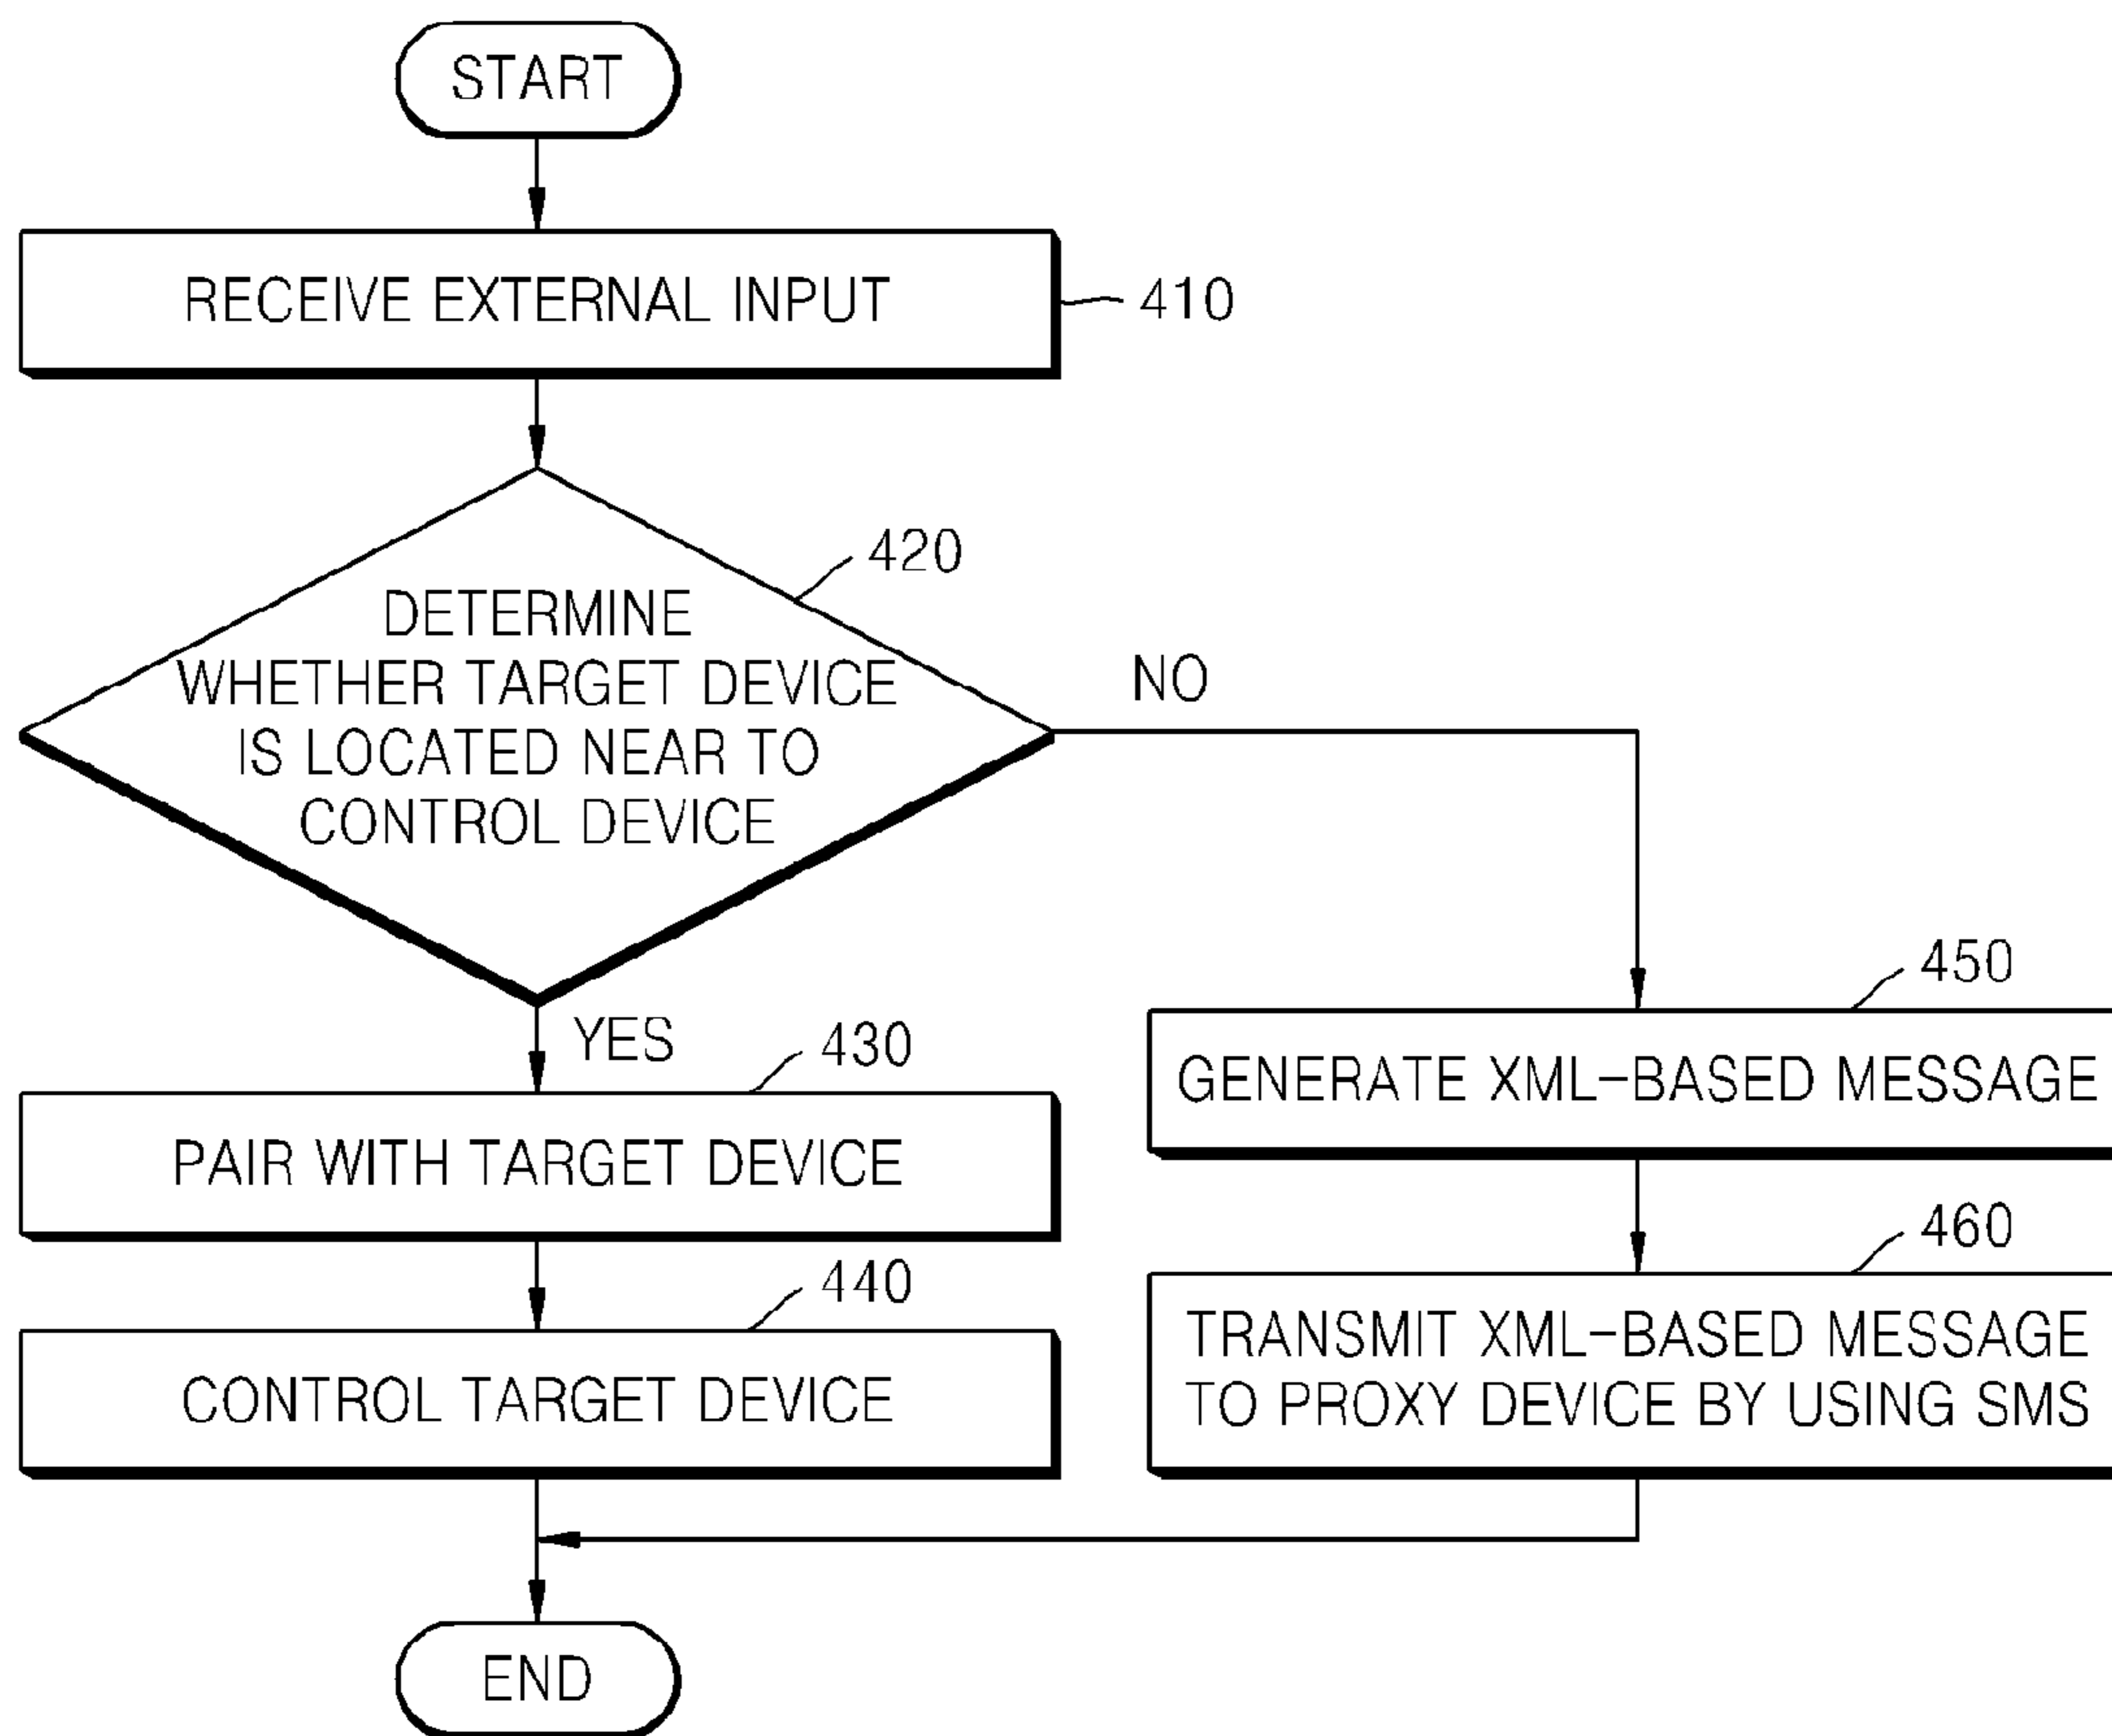 START
RECEIVE EXTERNAL INPUT
410
420
DETERMINE
WHETHER TARGET DEVICE
IS LOCATED NEAR TO
CONTROL DEVICE
NO
YES
430
PAIR WITH TARGET DEVICE
440
CONTROL TARGET DEVICE
450
GENERATE XML-BASED MESSAGE
460
TRANSMIT XML-BASED MESSAGE
TO PROXY DEVICE BY USING SMS
END